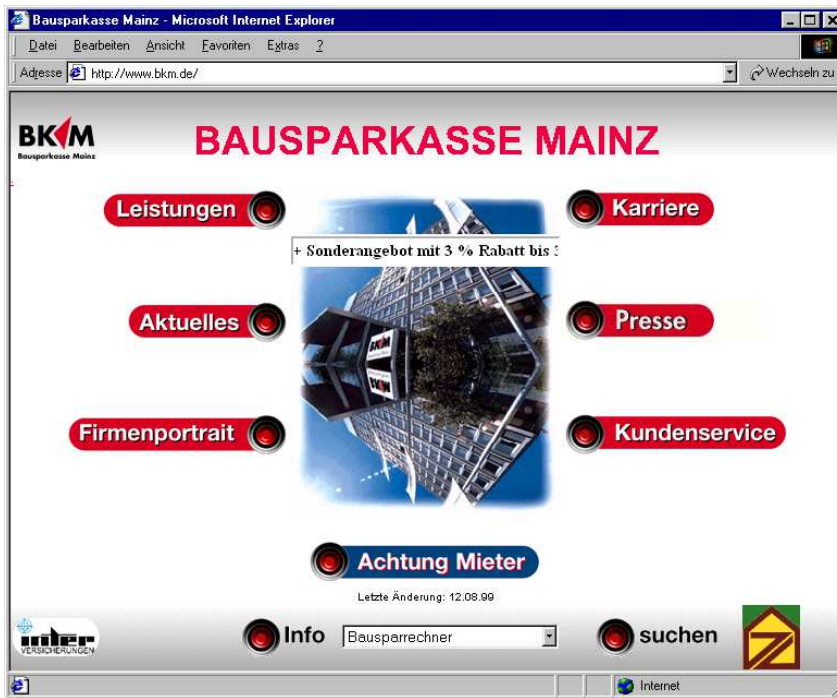 Bausparkasse Mainz - Microsoft Internet Explorer
Datei Bearbeiten Ansicht Favoriten Extras ?
Adresse http://www.bkm.de/ Wechseln zu
BKM
Bausparkasse Mainz
BAUSPARKASSE MAINZ
Leistungen
Karriere
+ Sonderangebot mit 3 % Rabatt bis
Aktuelles
Presse
BKM
Firmenportrait
Kundenservice
Achtung Mieter
Letzte Änderung: 12.08.99
inter
VERSICHERUNGEN
Info Bausparrechner suchen
Internet